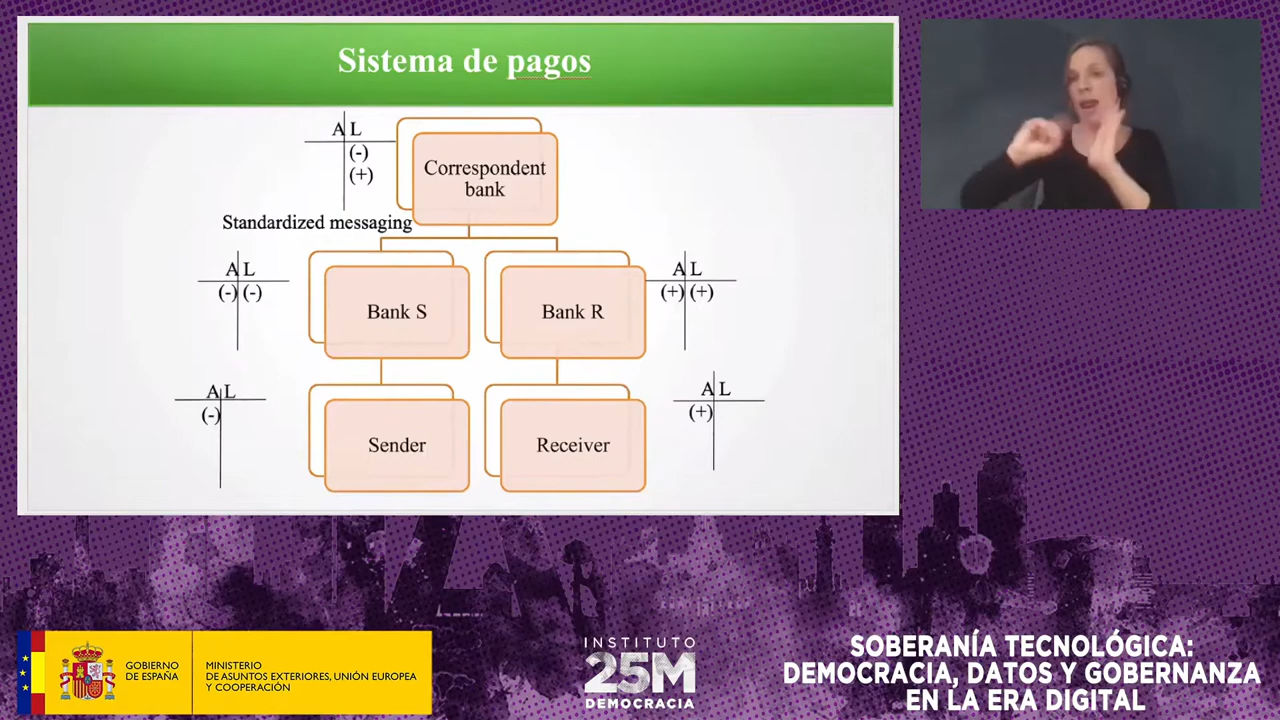 Sistema de pagos
A L
(-)
(+)
Correspondent
bank
Standardized messaging
A L
(-) (-)
Bank S
Bank R
A L
(+) (+)
A L
(-)
Sender
Receiver
A L
(+)
GOBIERNO
DE ESPAÑA
MINISTERIO
DE ASUNTOS EXTERIORES, UNIÓN EUROPEA
Y COOPERACIÓN
INSTITUTO
25M
DEMOCRACIA
SOBERANÍA TECNOLÓGICA:
DEMOCRACIA, DATOS Y GOBERNANZA
EN LA ERA DIGITAL